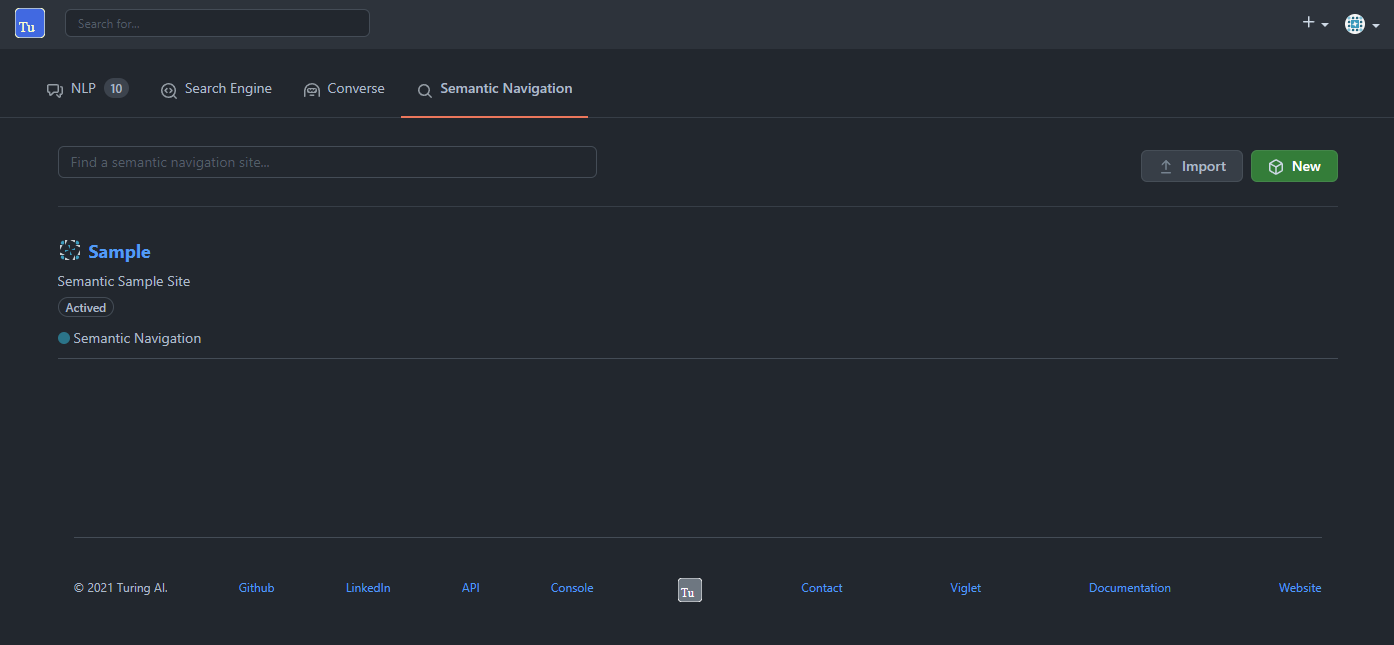 Tu Search for...
NLP 10 Search Engine Converse Semantic Navigation
Find a semantic navigation site... Import New
Sample
Semantic Sample Site
Actived
Semantic Navigation
© 2021 Turing AI. Github LinkedIn API Console Tu Contact Viglet Documentation Website